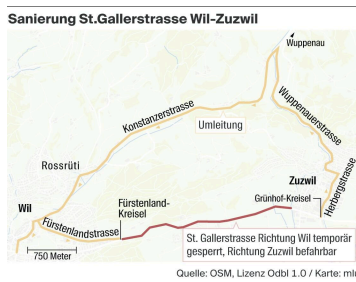 Sanierung St.Gallerstrasse Wil-Zuzwil
Wuppenau
Konstanzerstrasse
Wuppenauerstrasse
Umleitung
Rossrüti
Herbergstrasse
Zuzwil
Fürstenland-
Kreisel
Grünhof-Kreisel
Wil
Fürstenlandstrasse
St. Gallerstrasse Richtung Wil temporär
gesperrt, Richtung Zuzwil befahrbar
750 Meter
Quelle: OSM, Lizenz Odbl 1.0 / Karte: mlu